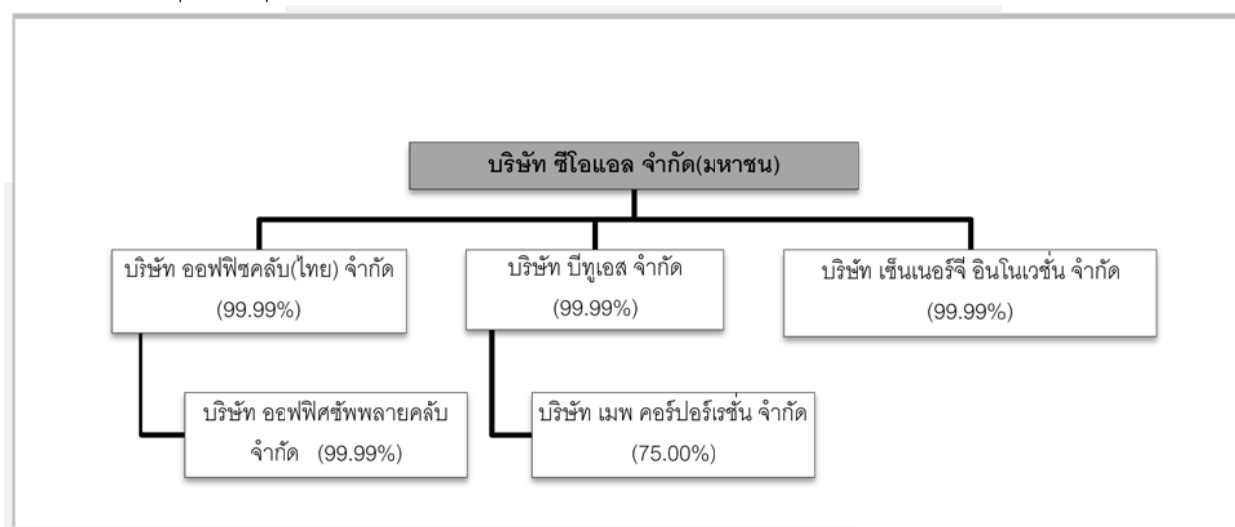 บริษัท ซีโอแอล จำกัด(มหาชน)
บริษัท ออฟฟิซคลับ(ไทย) จำกัด
(99.99%)
บริษัท บีทูเอส จำกัด
(99.99%)
บริษัท เซ็นเนอร์จี อินโนเวชั่น จำกัด
(99.99%)
บริษัท ออฟฟิศซัพพลายคลับ
จำกัด (99.99%)
บริษัท เมพ คอร์ปอร์เรชั่น จำกัด
(75.00%)